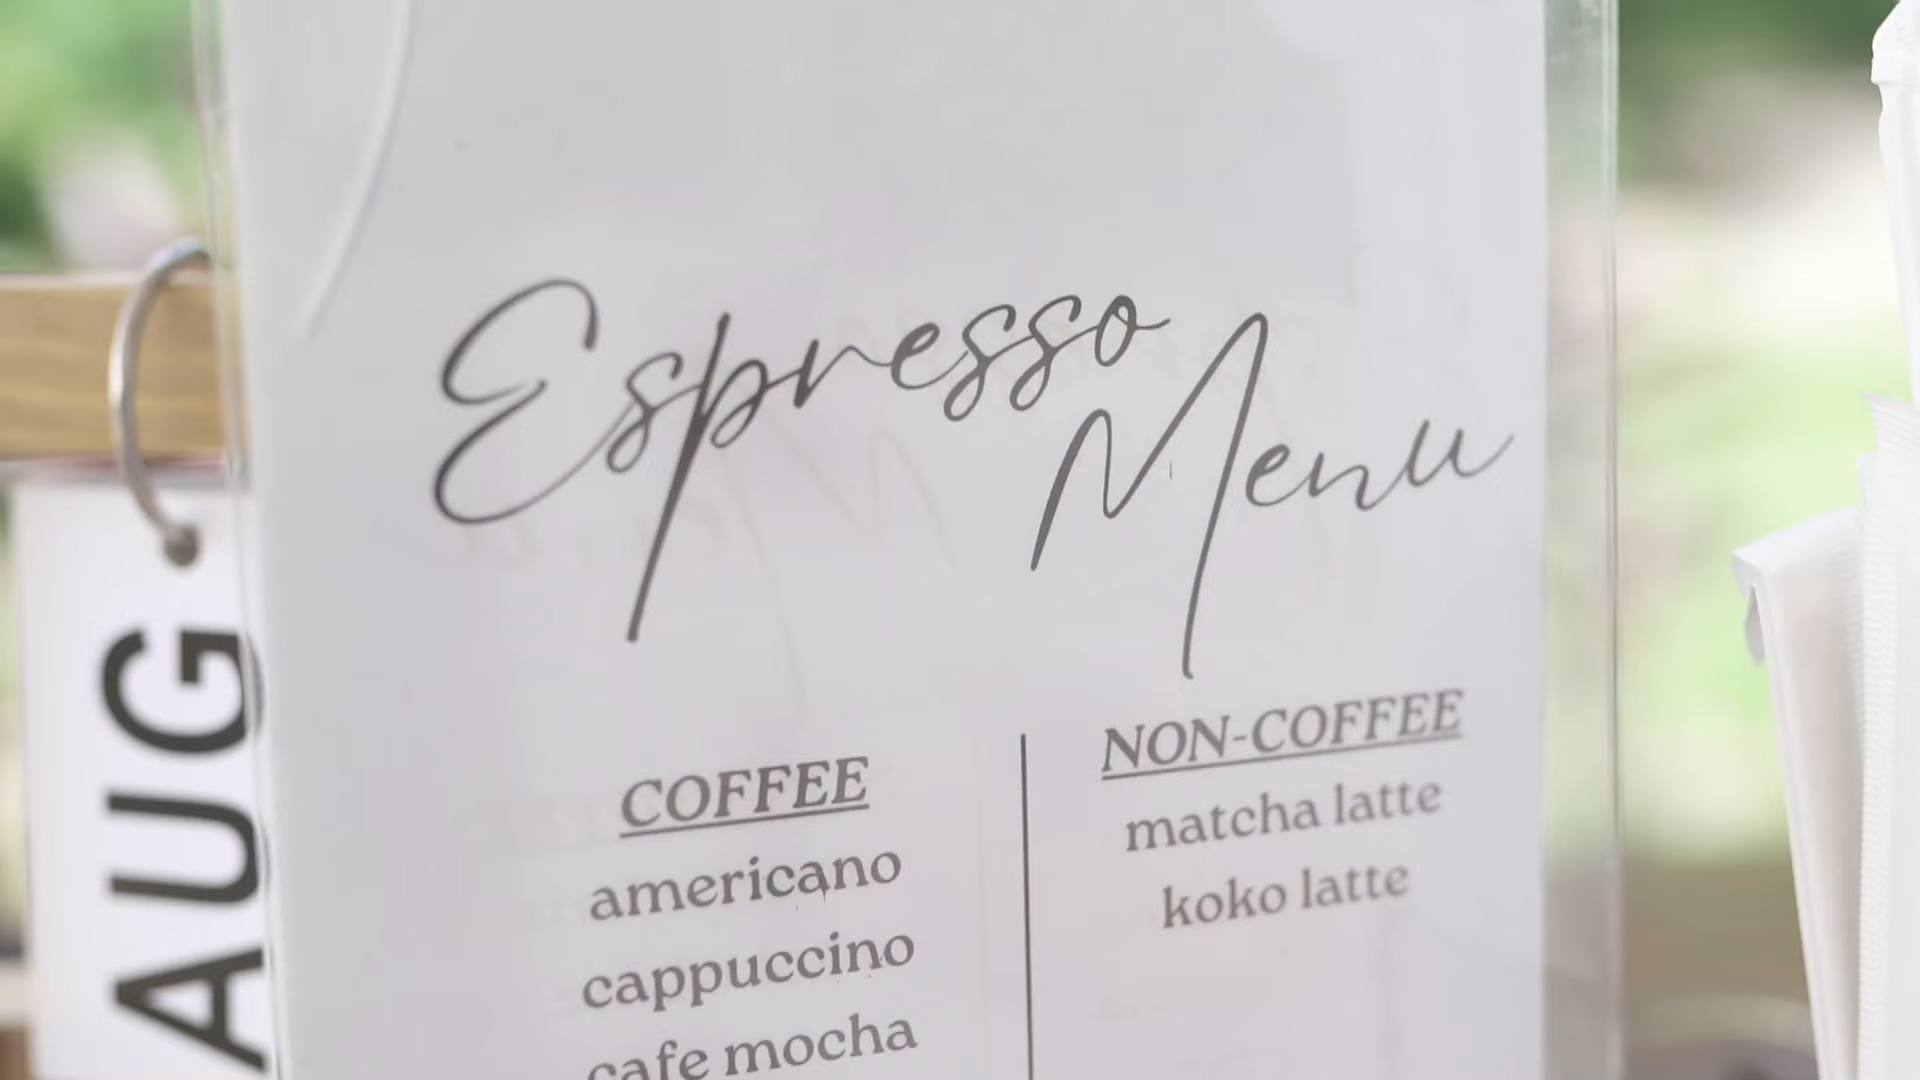 Espresso
Menu
COFFEE
americano
cappuccino
cafe mocha
NON-COFFEE
matcha latte
koko latte
AUG